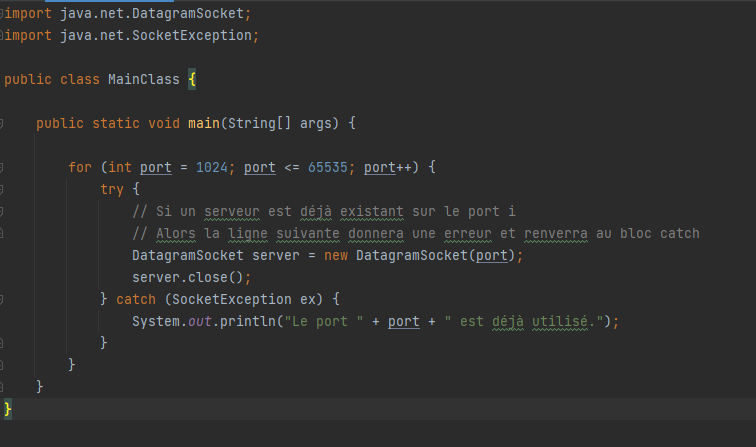 import java.net.DatagramSocket;
import java.net.SocketException;
public class MainClass {
public static void main(String[] args) {
for (int port = 1024; port <= 65535; port++) {
try {
// Si un serveur est déjà existant sur le port i
// Alors la ligne suivante donnera une erreur et renverra au bloc catch
DatagramSocket server = new DatagramSocket(port);
server.close();
} catch (SocketException ex) {
System.out.println("Le port " + port + " est déjà utilisé.");
}
}
}
}